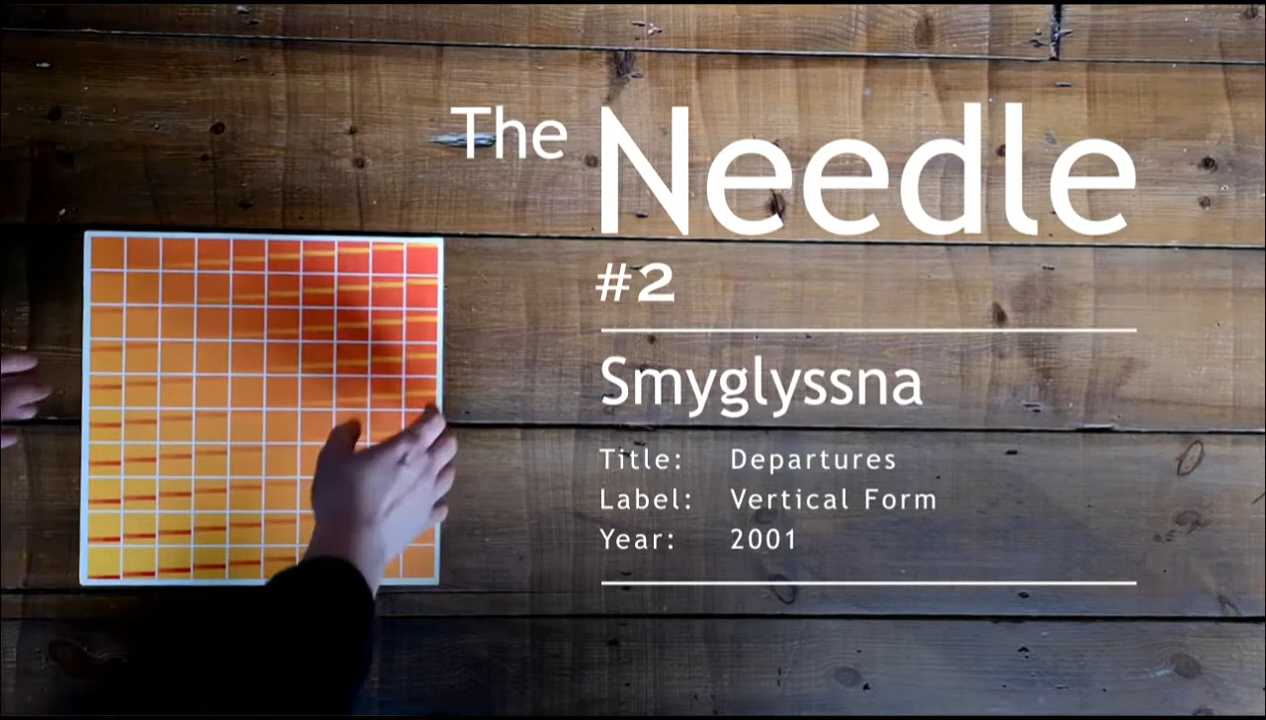 The Needle
#2
Smyglyssna
Title: Departures
Label: Vertical Form
Year: 2001